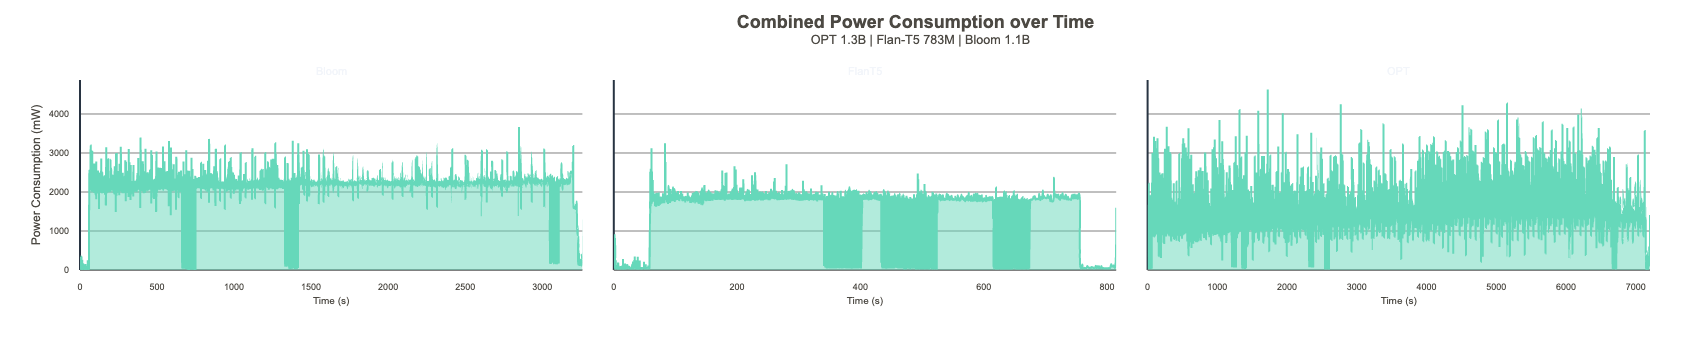 Combined Power Consumption over Time
OPT 1.3B | Flan-T5 783M | Bloom 1.1B
Bloom
FlanT5
OPT
Power Consumption (mW)
4000
3000
2000
1000
0
0 500 1000 1500 2000 2500 3000
Time (s)
0 200 400 600 800
Time (s)
0 1000 2000 3000 4000 5000 6000 7000
Time (s)